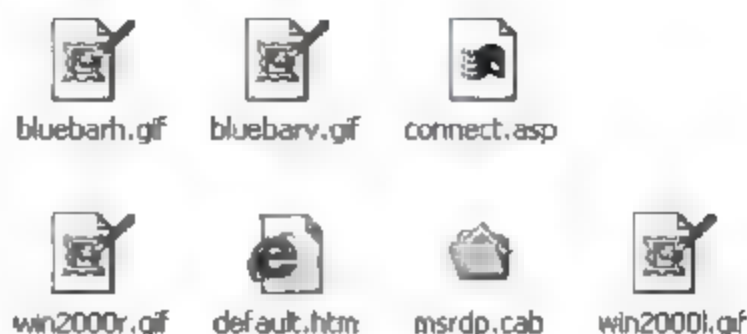 bluebarh.gif bluebarv.gif connect.asp
win2000r.gif default.htm msrdp.cab win2000l.gif